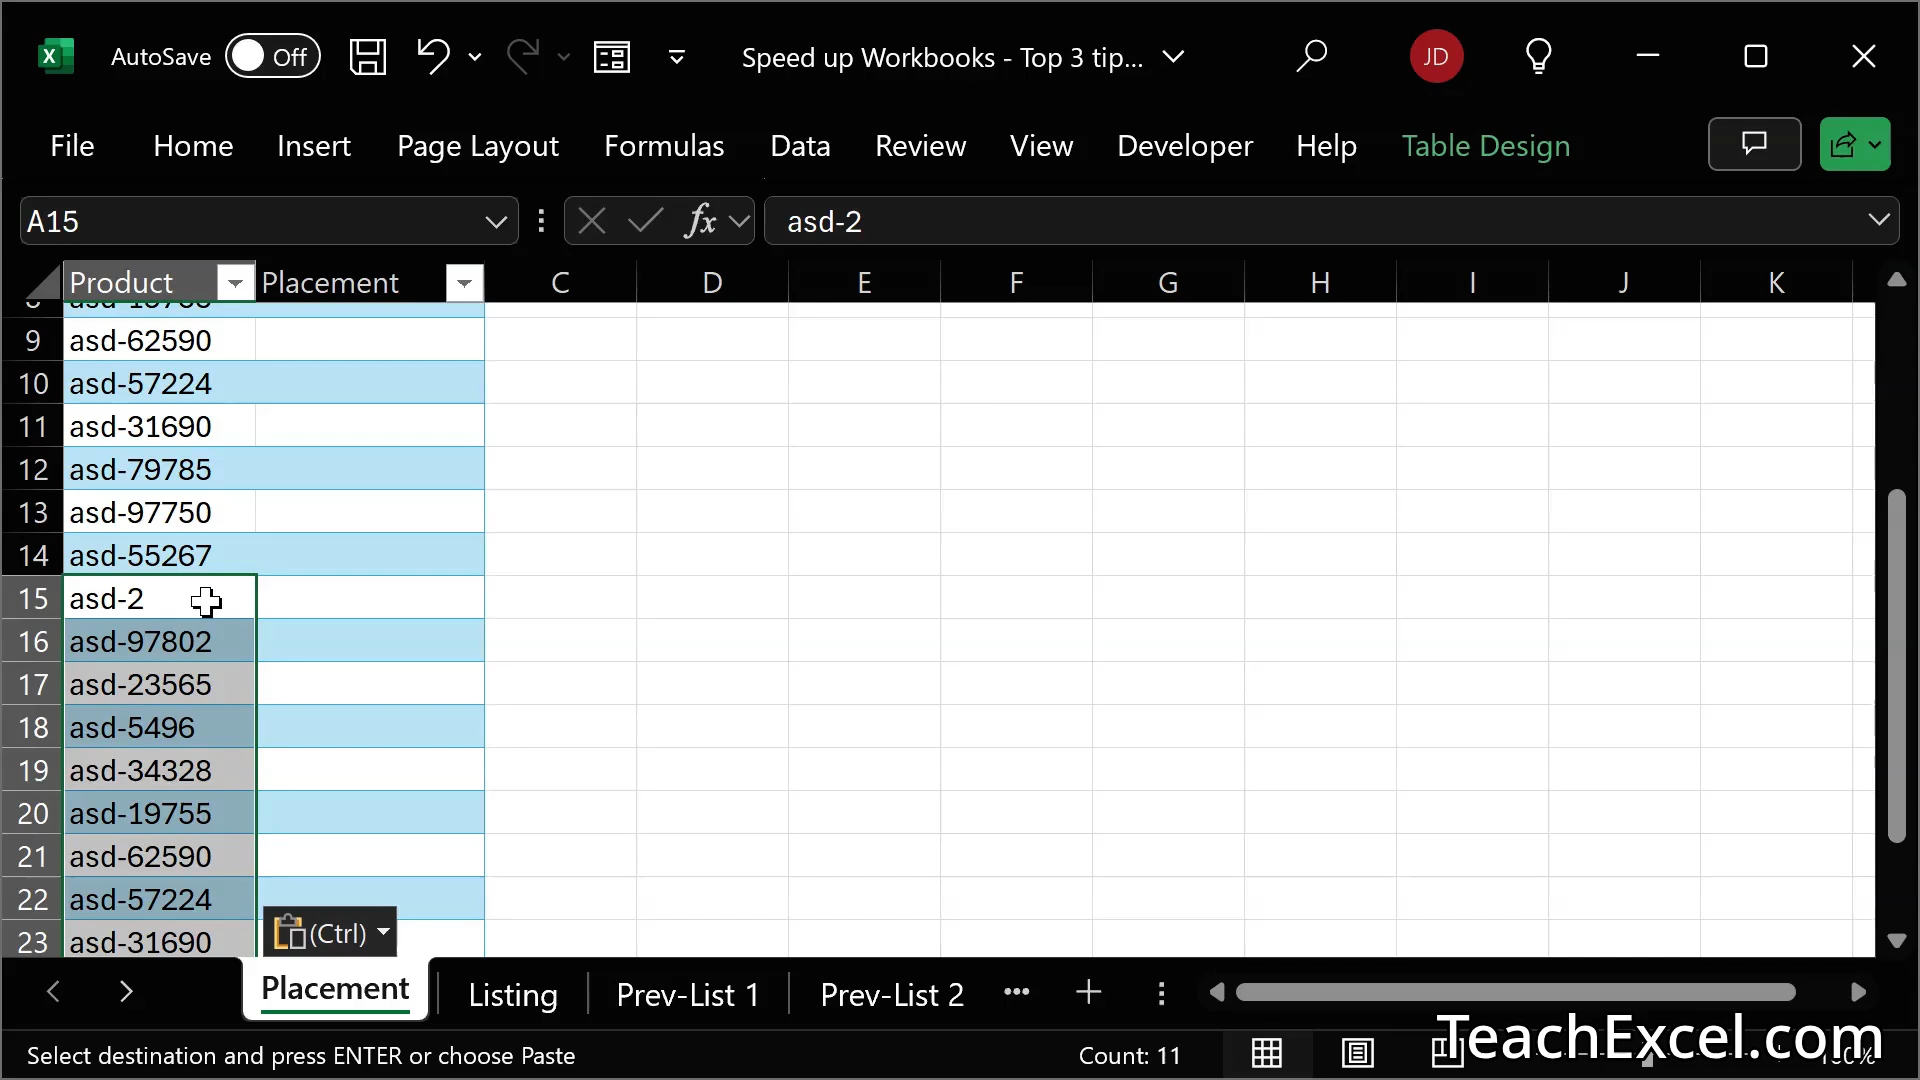 AutoSave Off Speed up Workbooks - Top 3 tip... JD
File Home Insert Page Layout Formulas Data Review View Developer Help Table Design
A15 fx asd-2
Product Placement C D E F G H I J K
9 asd-62590
10 asd-57224
11 asd-31690
12 asd-79785
13 asd-97750
14 asd-55267
15 asd-2
16 asd-97802
17 asd-23565
18 asd-5496
19 asd-34328
20 asd-19755
21 asd-62590
22 asd-57224
23 asd-31690
(Ctrl)
Placement Listing Prev-List 1 Prev-List 2
Select destination and press ENTER or choose Paste Count: 11
TeachExcel.com